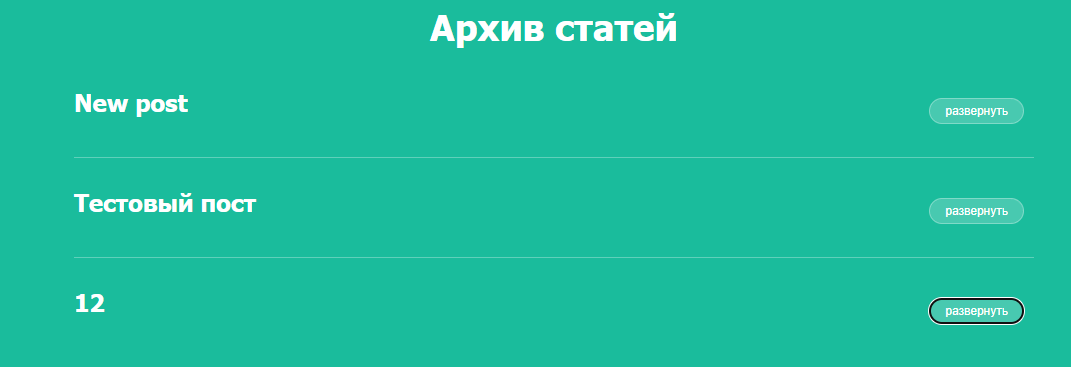 Архив статей
New post
развернуть
Тестовый пост
развернуть
12
развернуть